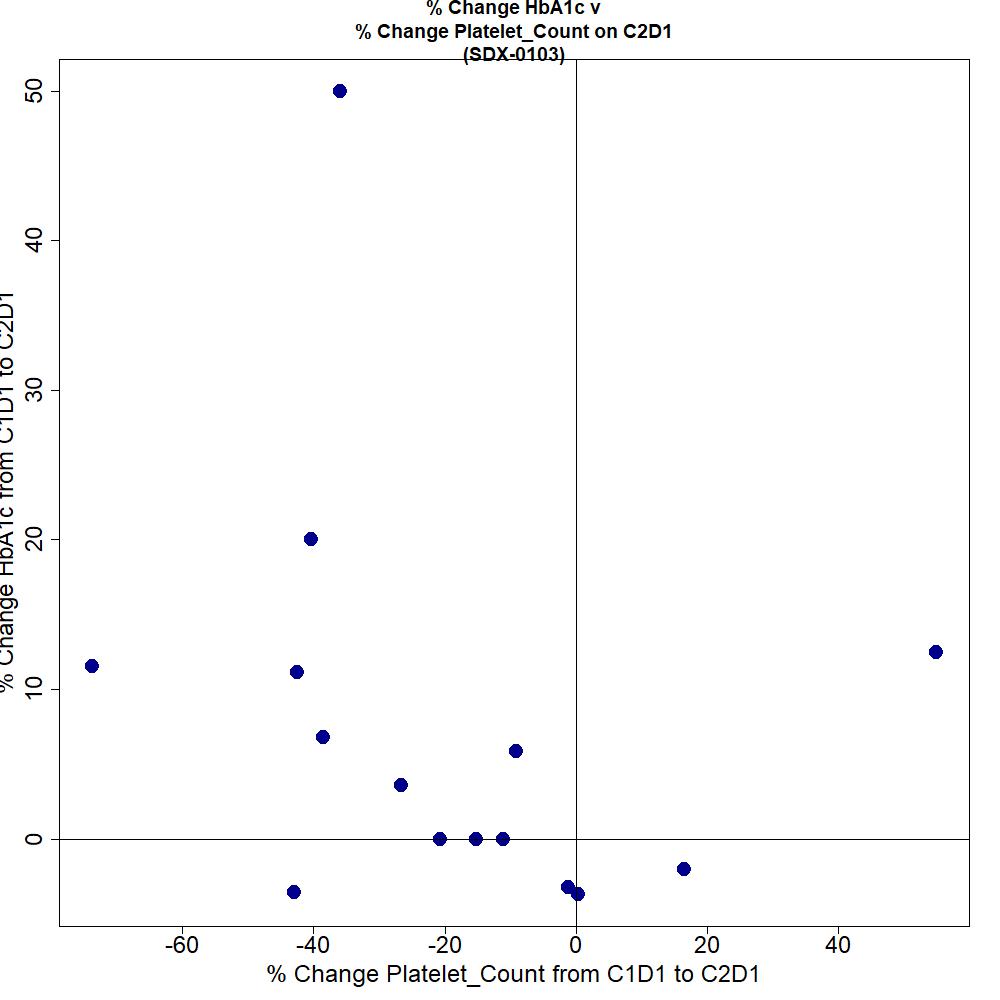 % Change HbA1c v
% Change Platelet_Count on C2D1
(SDX-0103)
% Change HbA1c from C1D1 to C2D1
50
40
30
20
10
0
-60
-40
-20
0
20
40
% Change Platelet_Count from C1D1 to C2D1